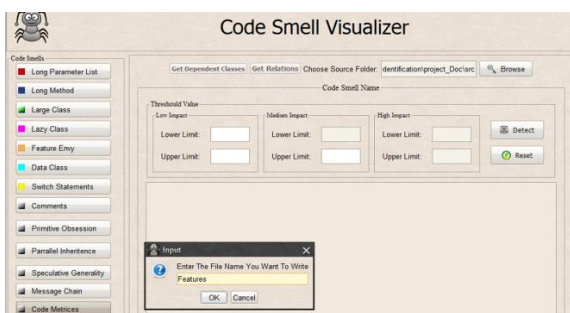 Code Smell Visualizer
Code Smells
Long Parameter List
Long Method
Large Class
Lazy Class
Feature Envy
Data Class
Switch Statements
Comments
Primitive Obsession
Parrallel Inheritence
Speculative Generality
Message Chain
Code Metrices
Get Dependent Classes Get Relations Choose Source Folder: dentification\project_Doc\src Browse
Code Smell Name
Threshould Value
Low Impact Madium Impact High Impact
Lower Limit: Lower Limit: Lower Limit: Detect
Upper Limit: Upper Limit: Upper Limit: Reset
Input
Enter The File Name You Want To Write
Features
OK Cancel